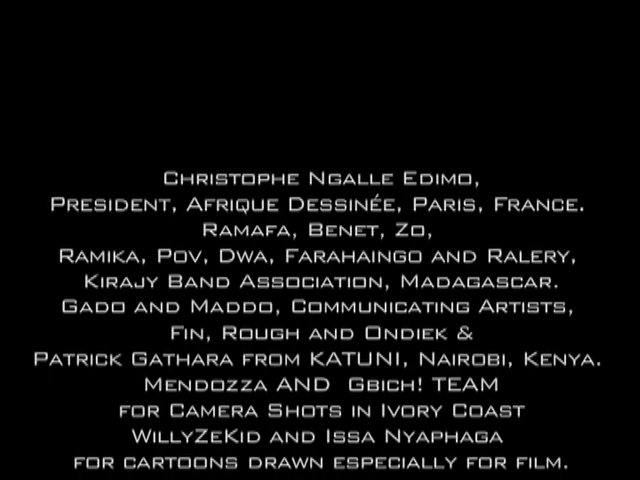 Christophe Ngalle Edimo,
President, Afrique Dessinée, Paris, France.
Ramafa, Benet, Zo,
Ramika, Pov, Dwa, Farahaingo and Ralery,
Kirajy Band Association, Madagascar.
Gado and Maddo, Communicating Artists,
Fin, Rough and Ondiek &
Patrick Gathara from KATUNI, Nairobi, Kenya.
Mendozza AND Gbich! TEAM
for Camera Shots in Ivory Coast
WillyZeKid and Issa Nyaphaga
for cartoons drawn especially for film.